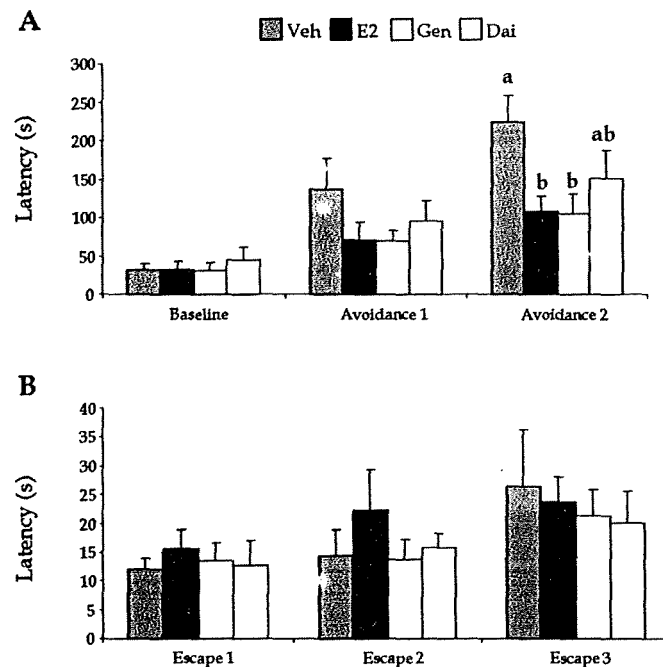 A
Veh E2 Gen Dai
Latency (s)
300
250
200
150
100
50
0
a
b b ab
Baseline Avoidance 1 Avoidance 2
B
Latency (s)
40
35
30
25
20
15
10
5
0
Escape 1 Escape 2 Escape 3